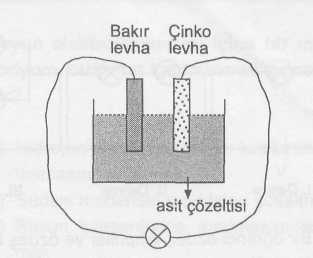 Bakır Çinko
levha levha
asit çözeltisi